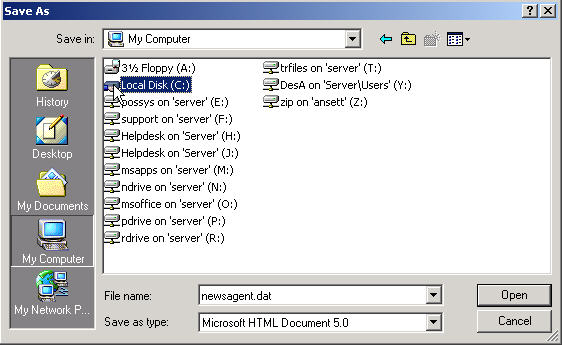 Save As
Save in: My Computer
History
Desktop
My Documents
My Computer
My Network P...
3½ Floppy (A:)
Local Disk (C:)
possys on 'server' (E:)
support on 'server' (F:)
Helpdesk on 'server' (H:)
Helpdesk on 'server' (J:)
msapps on 'server' (M:)
ndrive on 'server' (N:)
msoffice on 'server' (O:)
pdrive on 'server' (P:)
rdrive on 'server' (R:)
trfiles on 'server' (T:)
DesA on 'Server\Users' (Y:)
zip on 'ansett' (Z:)
File name: newsagent.dat
Open
Save as type: Microsoft HTML Document 5.0
Cancel